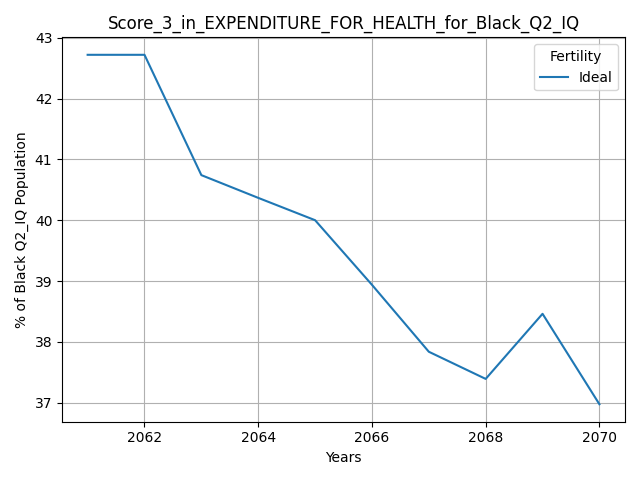 Score_3_in_EXPENDITURE_FOR_HEALTH_for_Black_Q2_IQ
Fertility
Ideal
% of Black Q2_IQ Population
43
42
41
40
39
38
37
2062 2064 2066 2068 2070
Years